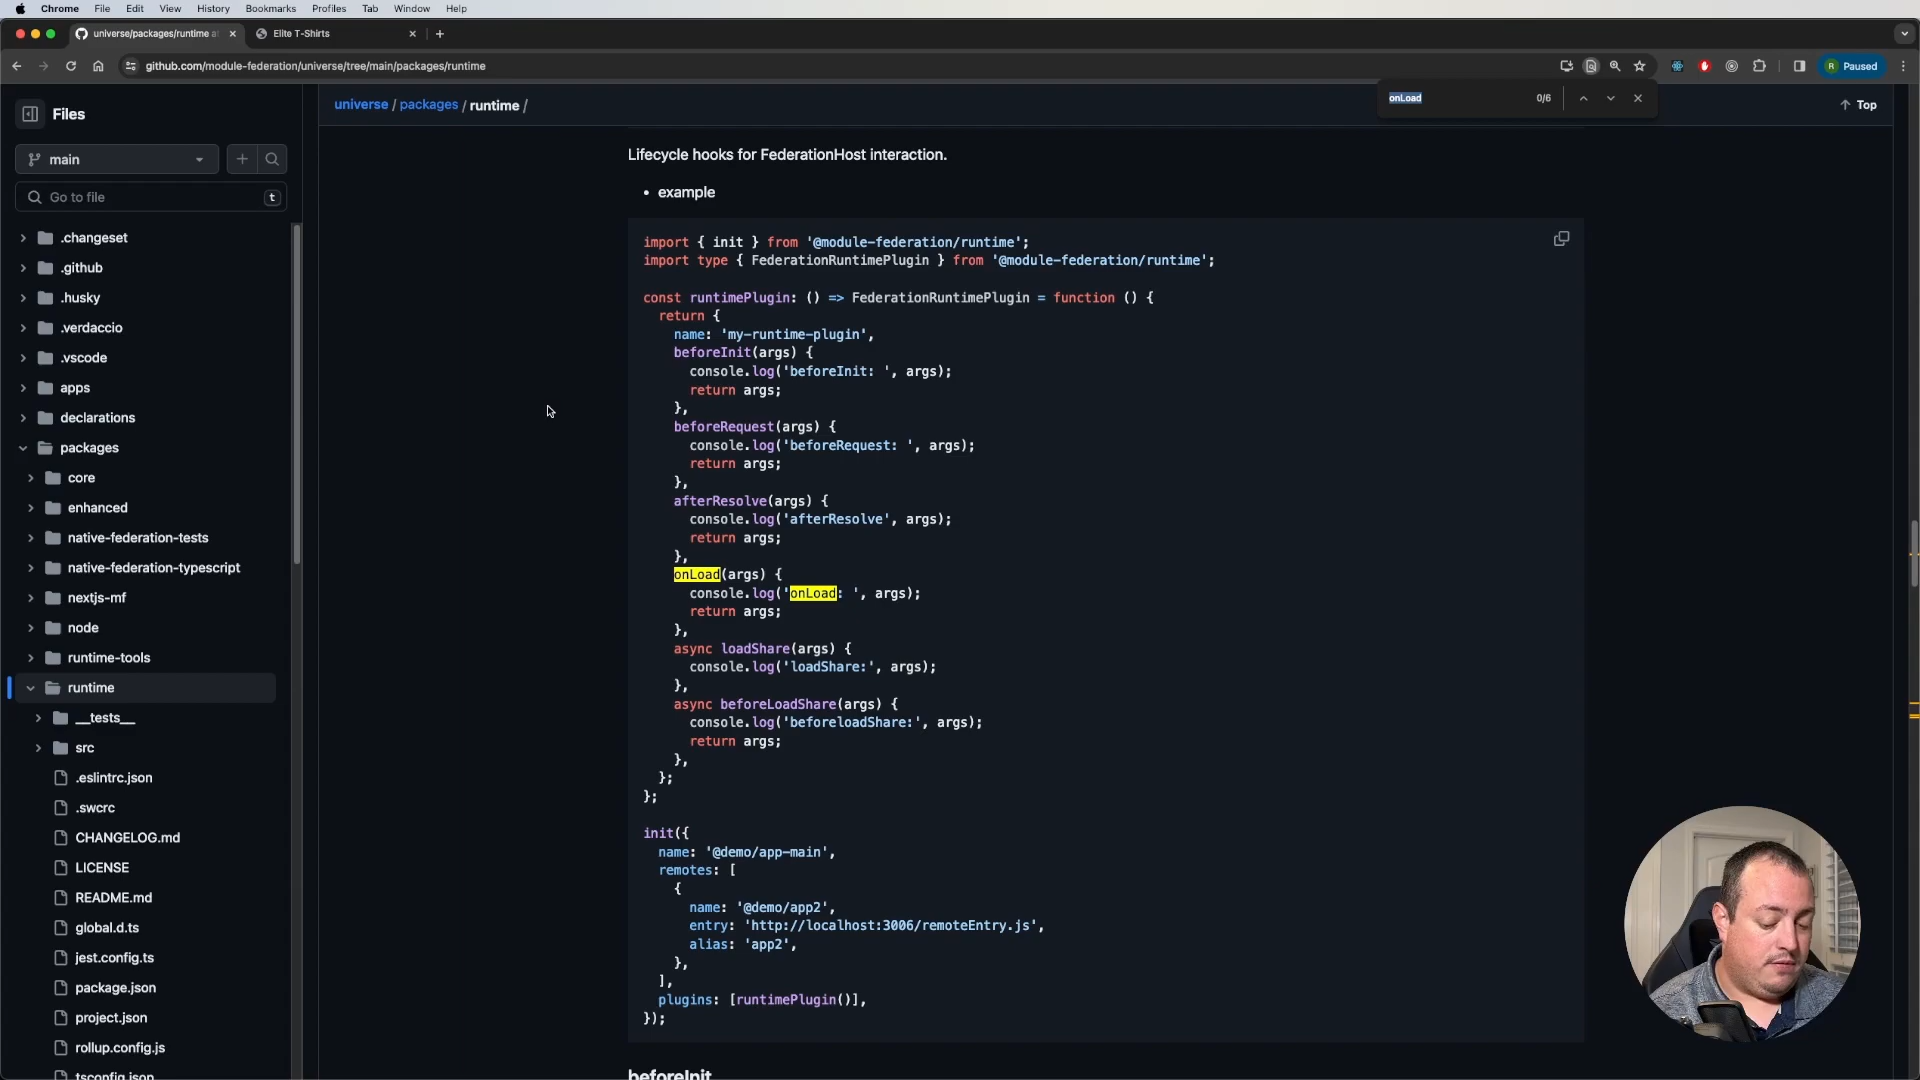 Chrome File Edit View History Bookmarks Profiles Tab Window Help
universe/packages/runtime at
Elite T-Shirts
github.com/module-federation/universe/tree/main/packages/runtime
R Paused
Files
universe / packages / runtime /
onLoad 0/6
Top
main
Go to file t
.changeset
.github
.husky
.verdaccio
.vscode
apps
declarations
packages
core
enhanced
native-federation-tests
native-federation-typescript
nextjs-mf
node
runtime-tools
runtime
__tests__
src
.eslintrc.json
.swcrc
CHANGELOG.md
LICENSE
README.md
global.d.ts
jest.config.ts
package.json
project.json
rollup.config.js
tsconfig.json
Lifecycle hooks for FederationHost interaction.
• example
import { init } from '@module-federation/runtime';
import type { FederationRuntimePlugin } from '@module-federation/runtime';
const runtimePlugin: () => FederationRuntimePlugin = function () {
return {
name: 'my-runtime-plugin',
beforeInit(args) {
console.log('beforeInit: ', args);
return args;
},
beforeRequest(args) {
console.log('beforeRequest: ', args);
return args;
},
afterResolve(args) {
console.log('afterResolve', args);
return args;
},
onLoad(args) {
console.log('onLoad: ', args);
return args;
},
async loadShare(args) {
console.log('loadShare:', args);
},
async beforeLoadShare(args) {
console.log('beforeloadShare:', args);
return args;
},
};
};
init({
name: '@demo/app-main',
remotes: [
{
name: '@demo/app2',
entry: 'http://localhost:3006/remoteEntry.js',
alias: 'app2',
},
],
plugins: [runtimePlugin()],
});
beforeInit